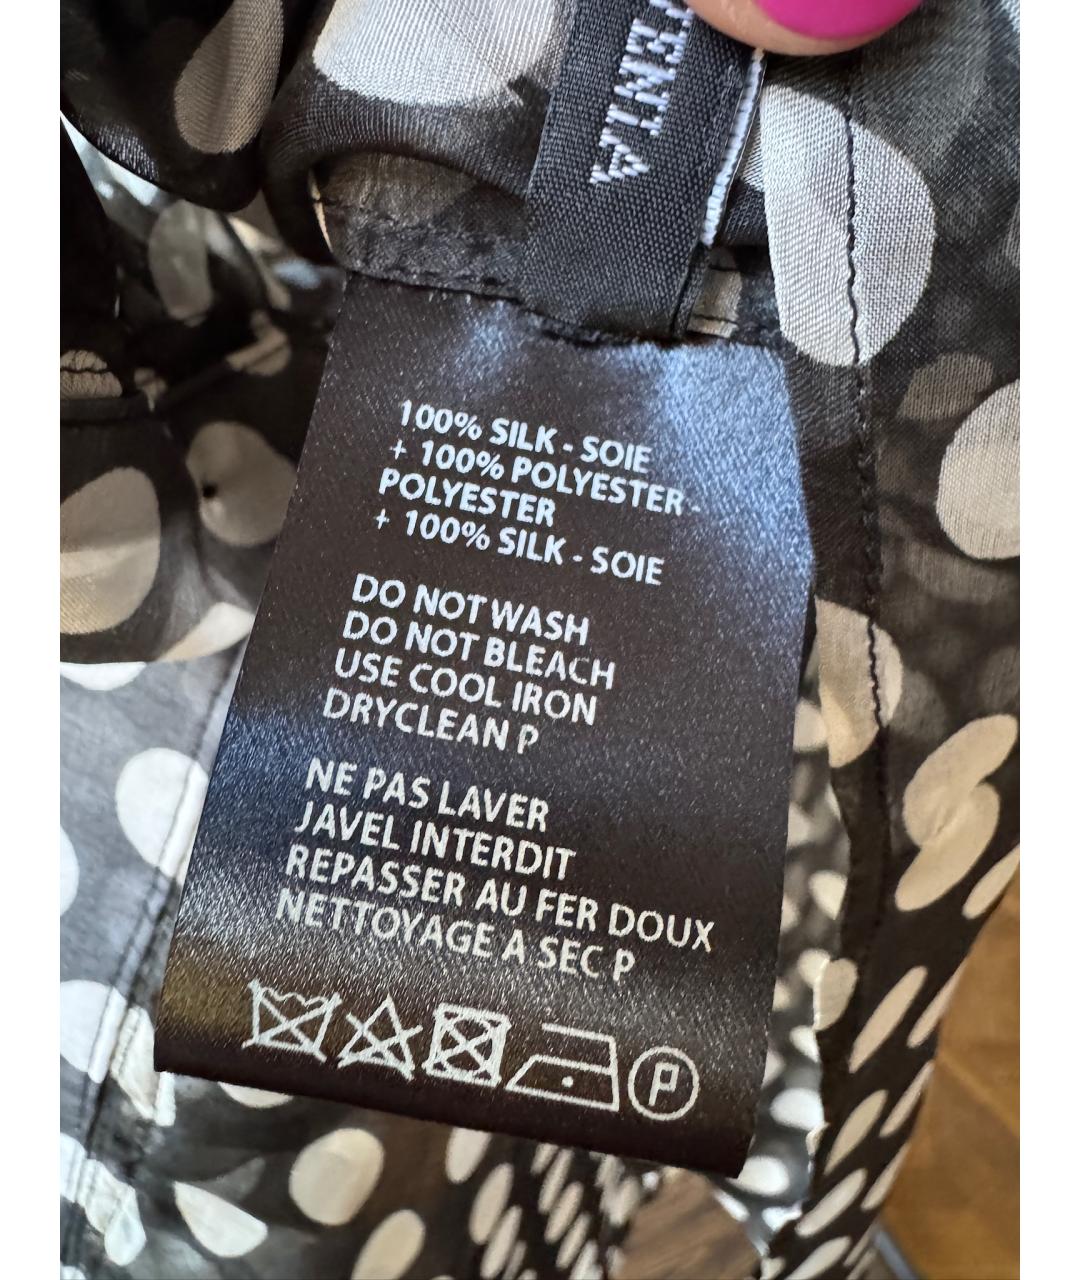 100% SILK - SOIE
+ 100% POLYESTER -
POLYESTER
+ 100% SILK - SOIE
DO NOT WASH
DO NOT BLEACH
USE COOL IRON
DRYCLEAN P
NE PAS LAVER
JAVEL INTERDIT
REPASSER AU FER DOUX
NETTOYAGE A SEC P
P